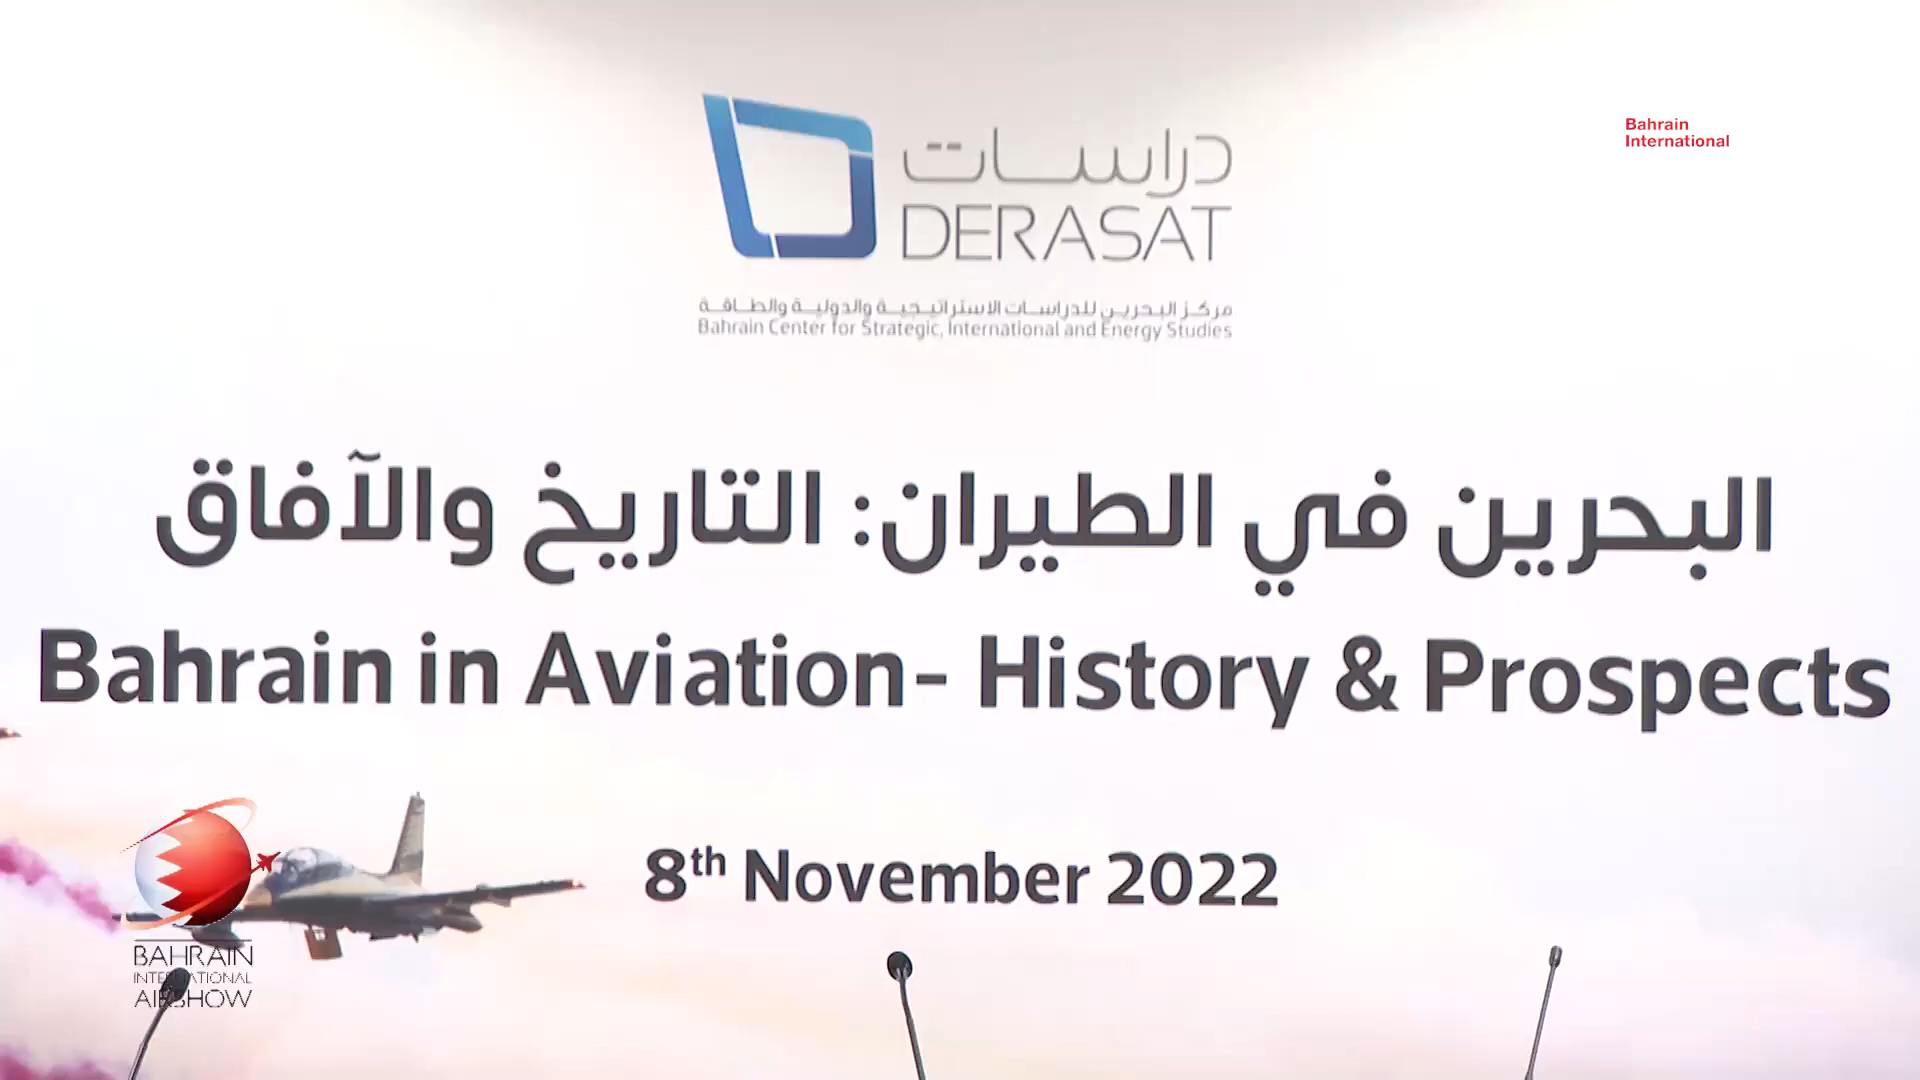 دراسات
DERASAT
Bahrain
International
مركز البحرين للدراسات الاستراتيجية والدولية والطاقة
Bahrain Center for Strategic, International and Energy Studies
البحرين في الطيران: التاريخ والآفاق
Bahrain in Aviation- History & Prospects
8th November 2022
BAHRAIN
INTERNATIONAL
AIRSHOW